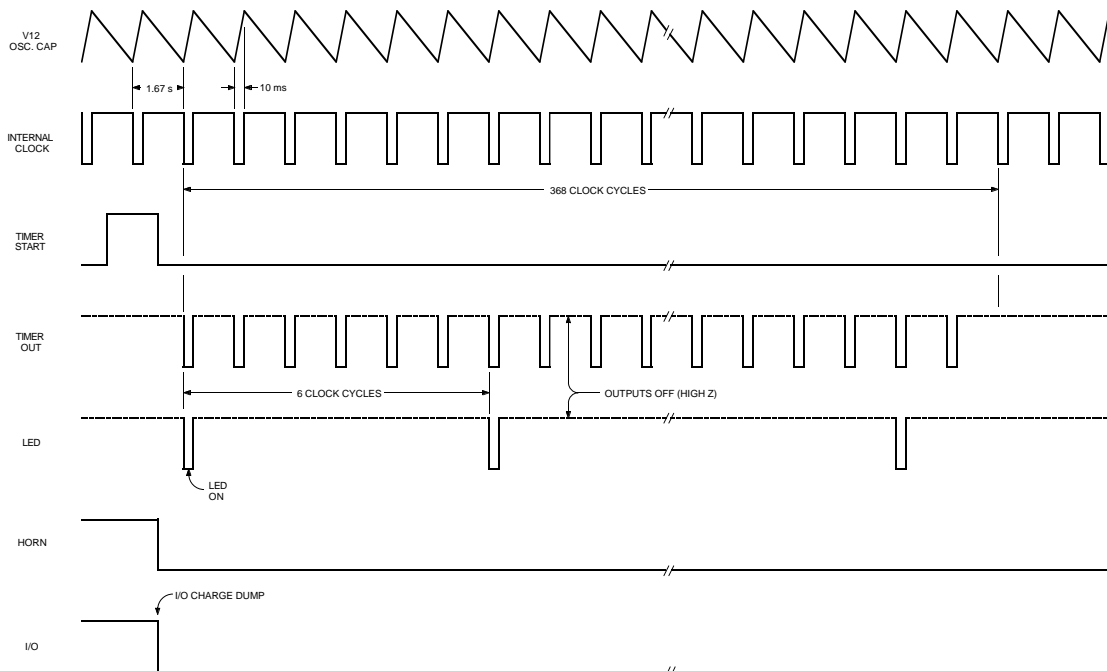 V12
OSC. CAP
1.67 s
10 ms
INTERNAL
CLOCK
368 CLOCK CYCLES
TIMER
START
TIMER
OUT
6 CLOCK CYCLES
OUTPUTS OFF (HIGH Z)
LED
LED
ON
HORN
I/O CHARGE DUMP
I/O